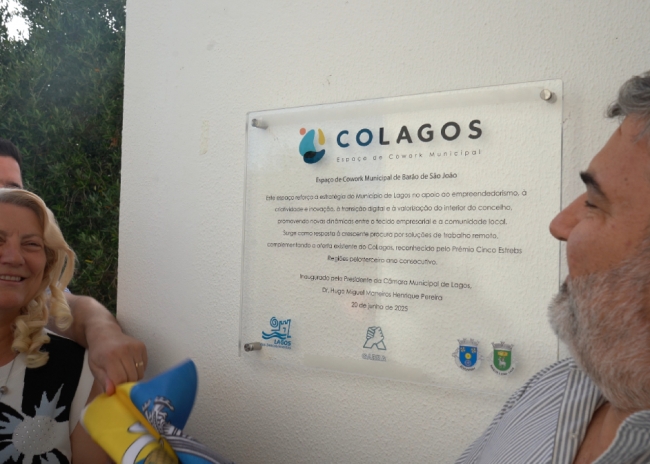 COLAGOS
Espaço de Cowork Municipal
Espaço de Cowork Municipal de Barão de São João
Este espaço reforça a estratégia do Município de Lagos no apoio ao empreendedorismo, à
criatividade e inovação, à transição digital e à valorização do interior do concelho,
promovendo novas dinâmicas entre o tecido empresarial e a comunidade local.
Surge como resposta à crescente procura por soluções de trabalho remoto,
complementando a oferta existente do CoLagos, reconhecido pelo Prémio Cinco Estrelas
Regiões pelo terceiro ano consecutivo.
Inaugurado pelo Presidente da Câmara Municipal de Lagos,
Dr. Hugo Miguel Marreiros Henrique Pereira
20 de junho de 2025
LAGOS